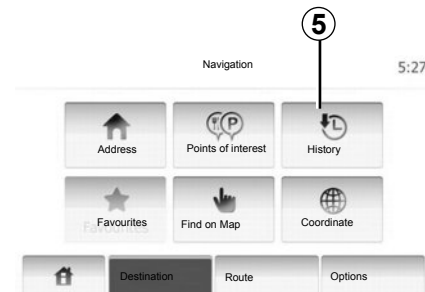 5
Navigation
5:27
Address
Points of interest
History
Favourites
Find on Map
Coordinate
Destination
Route
Options